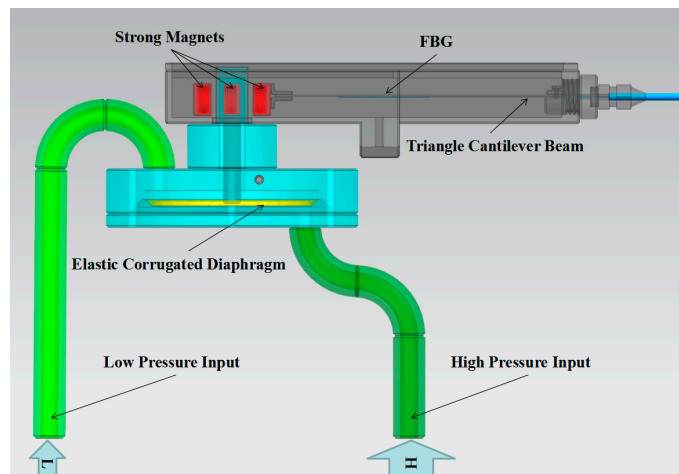 Strong Magnets
FBG
Triangle Cantilever Beam
Elastic Corrugated Diaphragm
Low Pressure Input
High Pressure Input
L
H